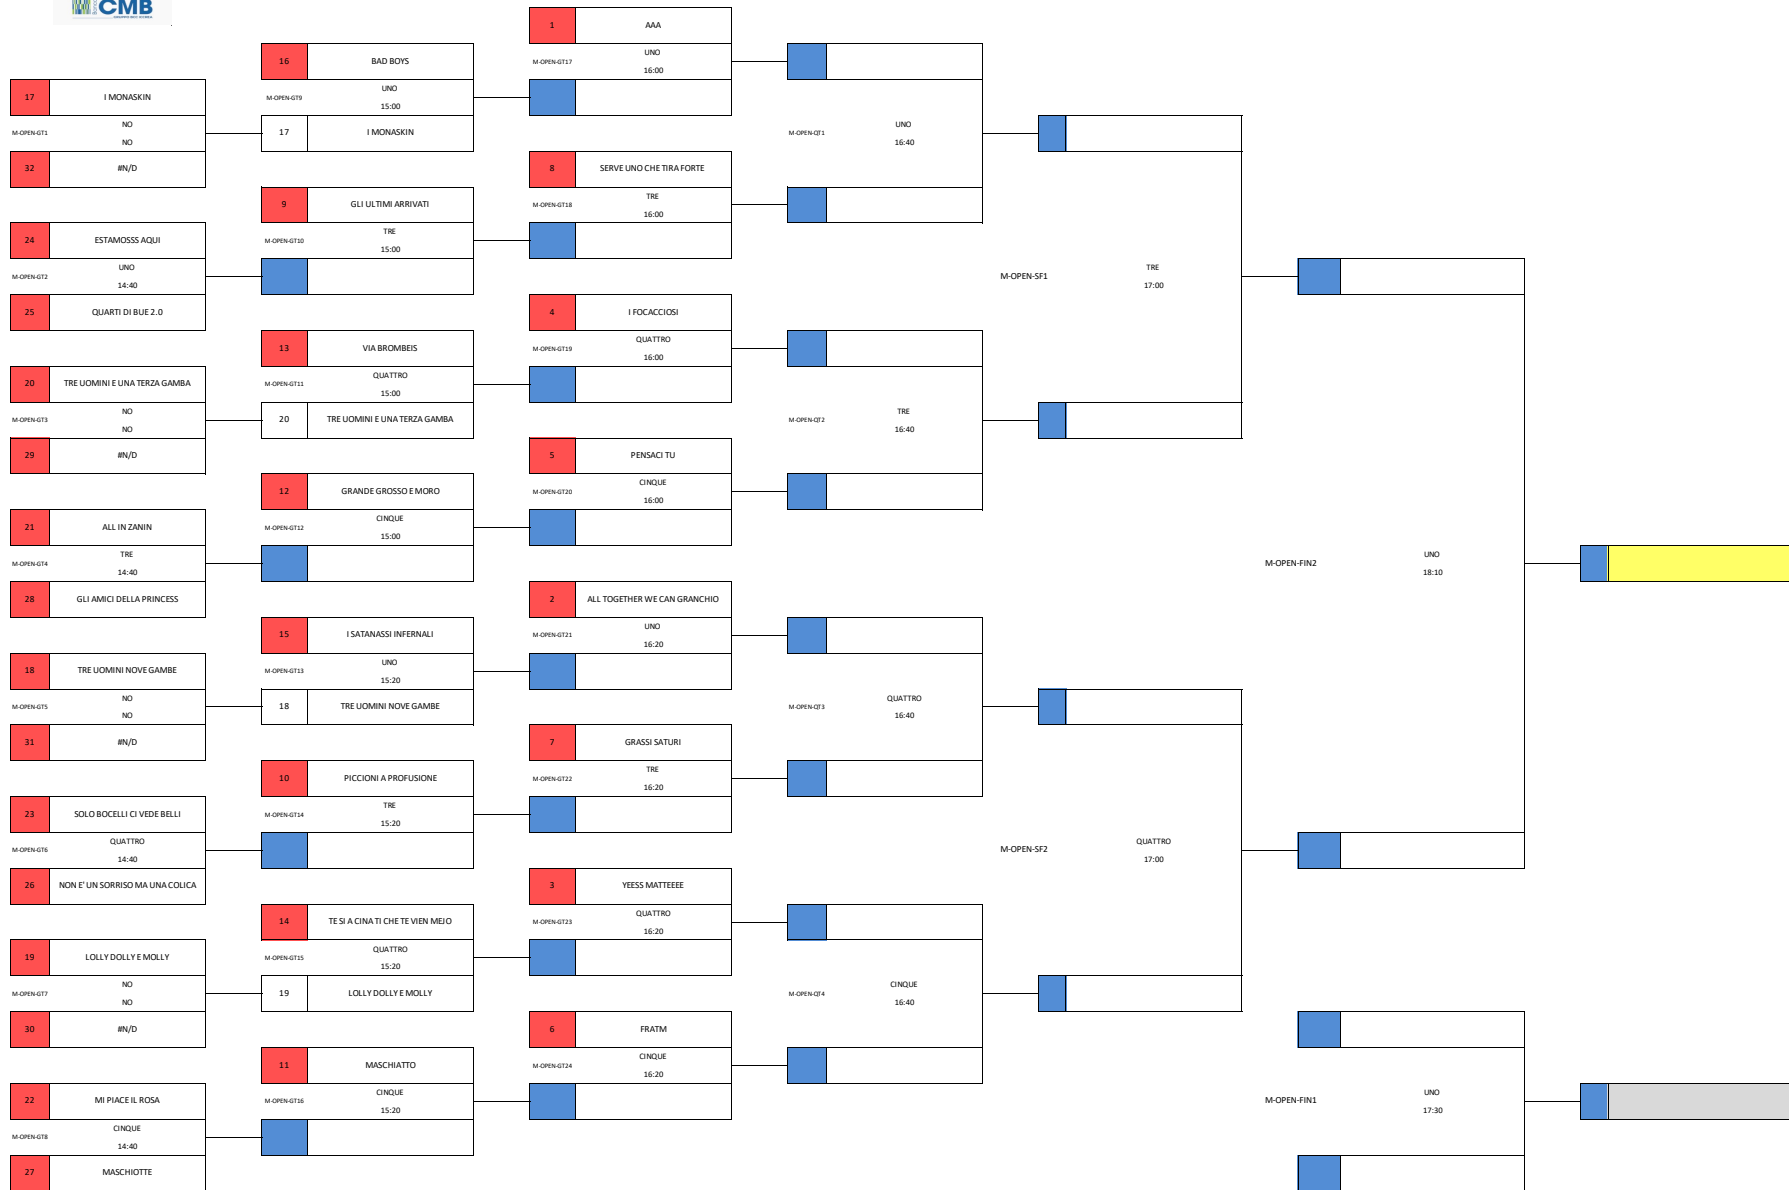 CMB
17 I MONASKIN
M-OPEN-GT1
NO
NO
32 #N/D
24 ESTAMOSSS AQUI
M-OPEN-GT2
UNO
14:40
25 QUARTI DI BUE 2.0
20 TRE UOMINI E UNA TERZA GAMBA
M-OPEN-GT3
NO
NO
29 #N/D
21 ALL IN ZANIN
M-OPEN-GT4
TRE
14:40
28 GLI AMICI DELLA PRINCESS
18 TRE UOMINI NOVE GAMBE
M-OPEN-GT5
NO
NO
31 #N/D
23 SOLO BOCELLI CI VEDE BELLI
M-OPEN-GT6
QUATTRO
14:40
26 NON E' UN SORRISO MA UNA COLICA
19 LOLLY DOLLY E MOLLY
M-OPEN-GT7
NO
NO
30 #N/D
22 MI PIACE IL ROSA
M-OPEN-GT8
CINQUE
14:40
27 MASCHIOTTE
16 BAD BOYS
M-OPEN-GT9
UNO
15:00
17 I MONASKIN
9 GLI ULTIMI ARRIVATI
M-OPEN-GT10
TRE
15:00
13 VIA BROMBEIS
M-OPEN-GT11
QUATTRO
15:00
20 TRE UOMINI E UNA TERZA GAMBA
12 GRANDE GROSSO E MORO
M-OPEN-GT12
CINQUE
15:00
15 I SATANASSI INFERNALI
M-OPEN-GT13
UNO
15:20
18 TRE UOMINI NOVE GAMBE
10 PICCIONI A PROFUSIONE
M-OPEN-GT14
TRE
15:20
14 TE SI A CINA TI CHE TE VIEN MEJO
M-OPEN-GT15
QUATTRO
15:20
19 LOLLY DOLLY E MOLLY
11 MASCHIATTO
M-OPEN-GT16
CINQUE
15:20
1 AAA
M-OPEN-GT17
UNO
16:00
8 SERVE UNO CHE TIRA FORTE
M-OPEN-GT18
TRE
16:00
4 I FOCACCIOSI
M-OPEN-GT19
QUATTRO
16:00
5 PENSACI TU
M-OPEN-GT20
CINQUE
16:00
2 ALL TOGETHER WE CAN GRANCHIO
M-OPEN-GT21
UNO
16:20
7 GRASSI SATURI
M-OPEN-GT22
TRE
16:20
3 YEESS MATTEEEE
M-OPEN-GT23
QUATTRO
16:20
6 FRATM
M-OPEN-GT24
CINQUE
16:20
M-OPEN-QT1
UNO
16:40
M-OPEN-QT2
TRE
16:40
M-OPEN-QT3
QUATTRO
16:40
M-OPEN-QT4
CINQUE
16:40
M-OPEN-SF1
TRE
17:00
M-OPEN-SF2
QUATTRO
17:00
M-OPEN-FIN2
UNO
18:10
M-OPEN-FIN1
UNO
17:30